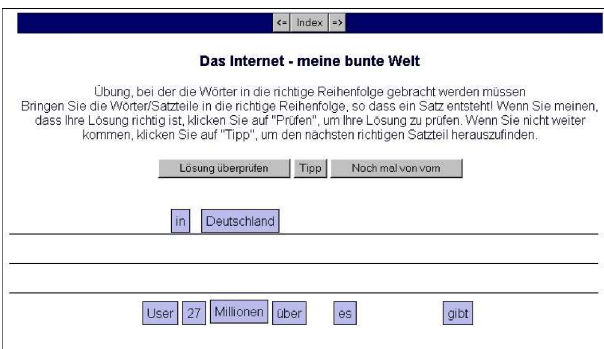 <= Index =>
Das Internet - meine bunte Welt
Übung, bei der die Wörter in die richtige Reihenfolge gebracht werden müssen
Bringen Sie die Wörter/Satzteile in die richtige Reihenfolge, so dass ein Satz entsteht! Wenn Sie meinen,
dass Ihre Lösung richtig ist, klicken Sie auf "Prüfen", um Ihre Lösung zu prüfen. Wenn Sie nicht weiter
kommen, klicken Sie auf "Tipp", um den nächsten richtigen Satzteil herauszufinden.
Lösung überprüfen Tipp Noch mal von vorn
in Deutschland
User 27 Millionen über es gibt